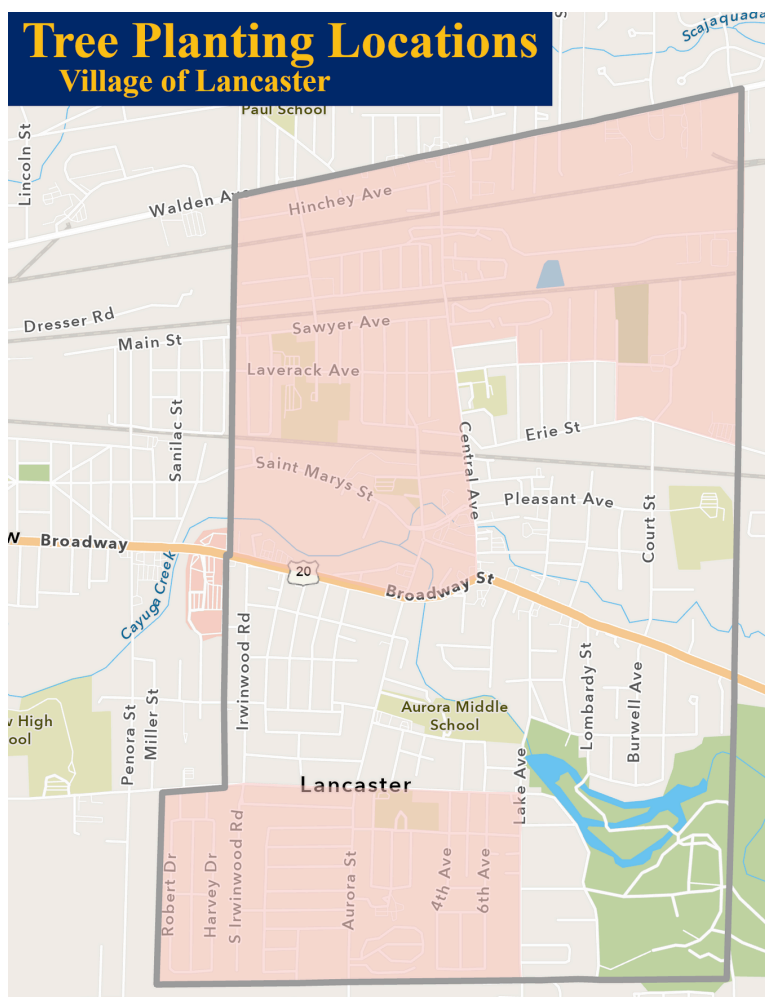 Tree Planting Locations
Village of Lancaster
Scajaquada
Paul School
Lincoln St
Walden Ave
Hinchey Ave
Dresser Rd
Main St
Sawyer Ave
Laverack Ave
Sanilac St
Central Ave
Erie St
Saint Marys St
Pleasant Ave
Court St
W Broadway
20
Broadway St
Cayuga Creek
Irwinwood Rd
Lombardy St
Burwell Ave
Aurora Middle
School
w High
ool
Penora St
Miller St
Lancaster
Lake Ave
Robert Dr
Harvey Dr
S Irwinwood Rd
Aurora St
4th Ave
6th Ave